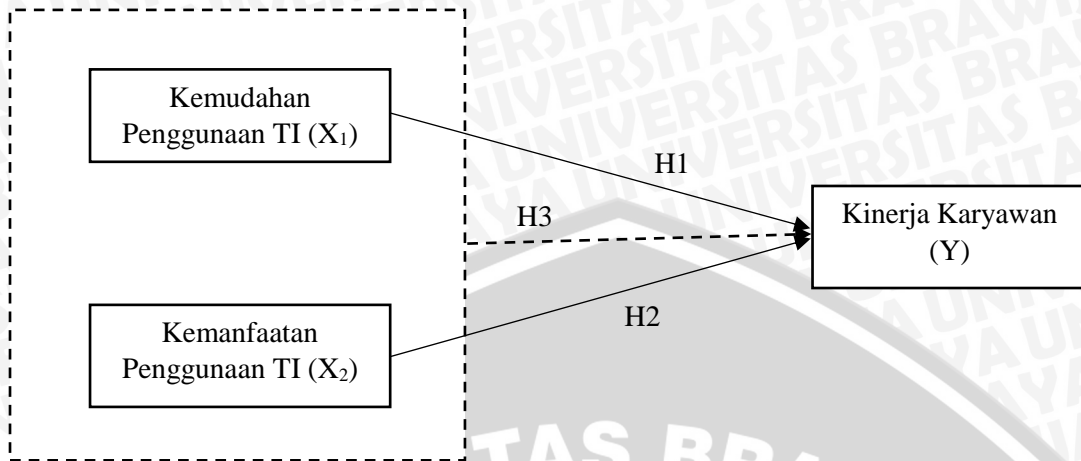 Kemudahan
Penggunaan TI (X₁)
H1
H3
Kinerja Karyawan
(Y)
H2
Kemanfaatan
Penggunaan TI (X₂)